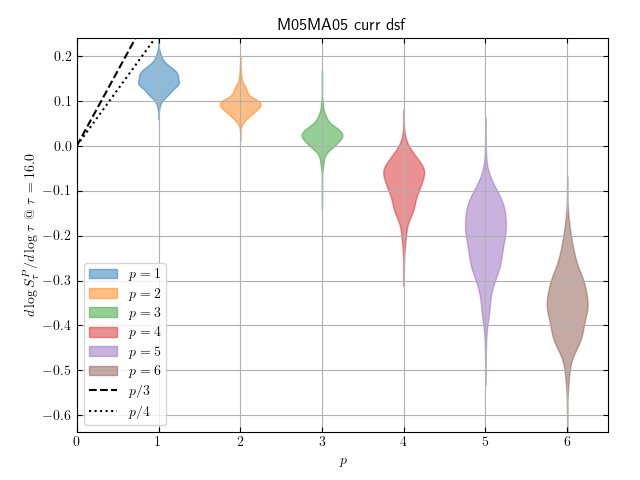 M05MA05 curr dsf
d log S_τ^P / d log τ @ τ = 16.0
0.2
0.1
0.0
−0.1
−0.2
−0.3
−0.4
−0.5
−0.6
p = 1
p = 2
p = 3
p = 4
p = 5
p = 6
p/3
p/4
0 1 2 3 4 5 6
p